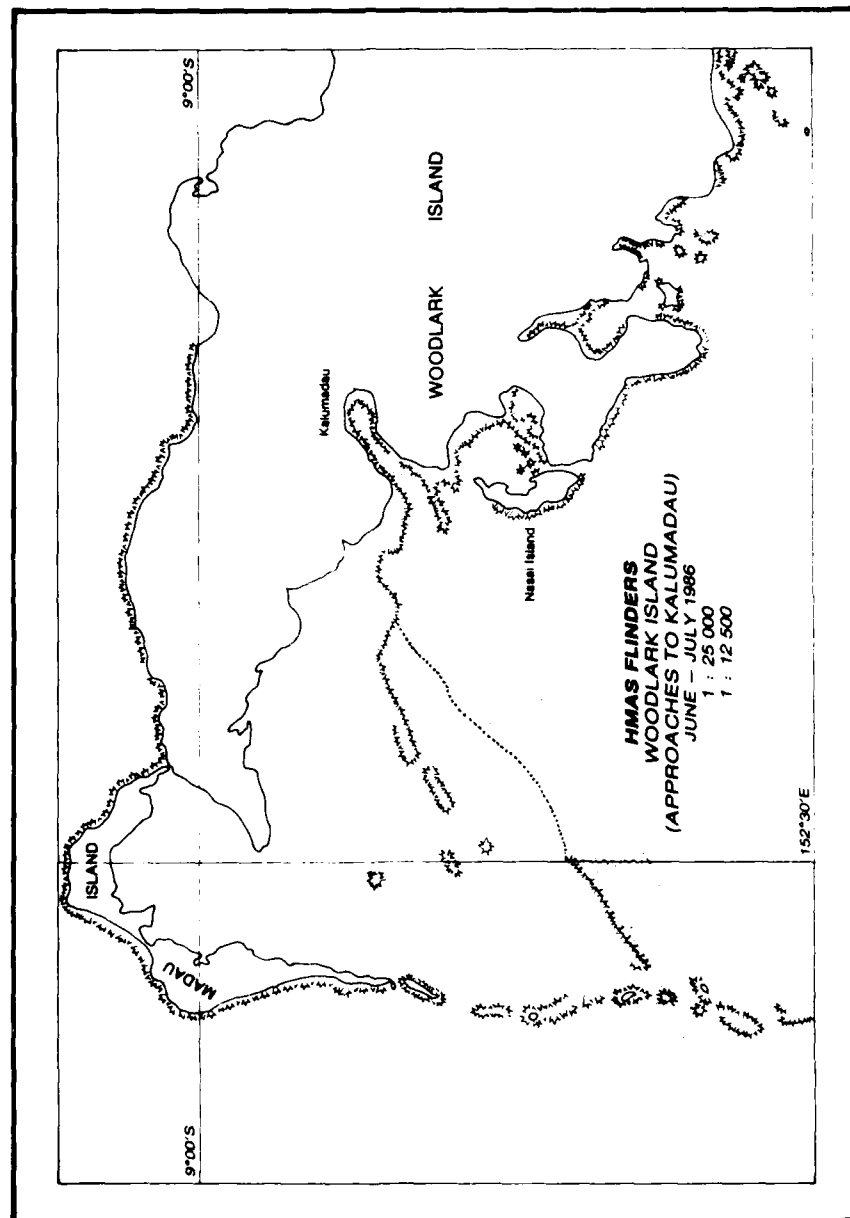 9°00'S
9°00'S
ISLAND
MADAU
Kalumadau
WOODLARK ISLAND
Nasai Island
HMAS FLINDERS
WOODLARK ISLAND
(APPROACHES TO KALUMADAU)
JUNE – JULY 1986
1 : 25 000
1 : 12 500
152°30'E